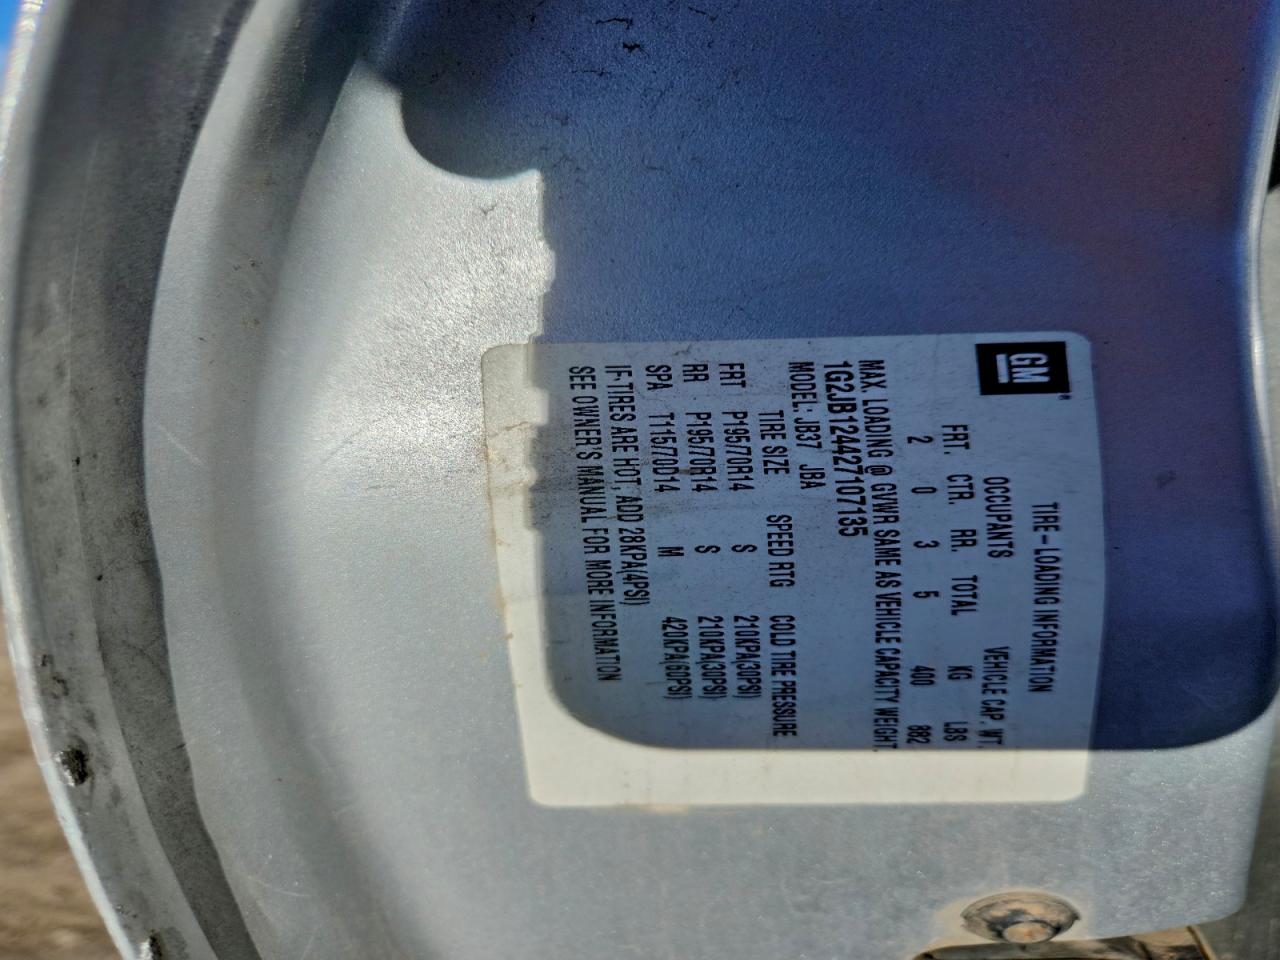 GM®
TIRE-LOADING INFORMATION
OCCUPANTS VEHICLE CAP. WT.
FRT. CTR. RR. TOTAL KG LBS
2 0 3 5 400 882
MAX. LOADING @ GVWR SAME AS VEHICLE CAPACITY WEIGHT.
1G2JB124427107135
MODEL: JB37 JBA
TIRE SIZE SPEED RTG COLD TIRE PRESSURE
FRT P195/70R14 S 210KPA(30PSI)
RR P195/70R14 S 210KPA(30PSI)
SPA T115/70D14 M 420KPA(60PSI)
IF TIRES ARE HOT, ADD 28KPA(4PSI)
SEE OWNER'S MANUAL FOR MORE INFORMATION